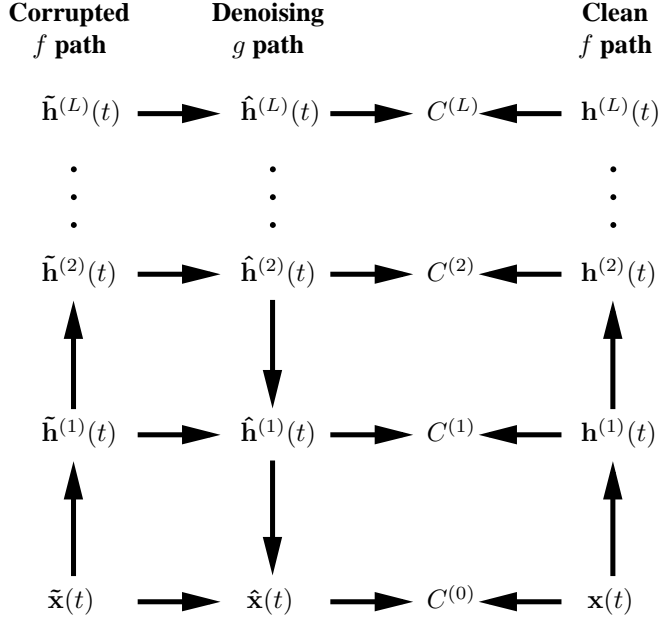 Corrupted Denoising Clean
f path g path f path
h̃^(L)(t) ĥ^(L)(t) C^(L) h^(L)(t)
h̃^(2)(t) ĥ^(2)(t) C^(2) h^(2)(t)
h̃^(1)(t) ĥ^(1)(t) C^(1) h^(1)(t)
x̃(t) x̂(t) C^(0) x(t)